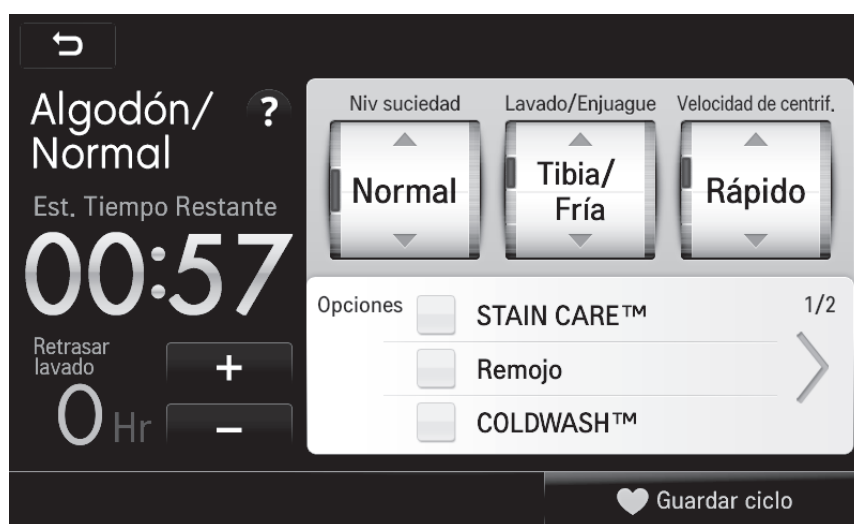 Algodón/
Normal
?
Est. Tiempo Restante
00:57
Retrasar
lavado
0 Hr
+
−
Niv suciedad
Normal
Lavado/Enjuague
Tibia/
Fría
Velocidad de centrif.
Rápido
Opciones
1/2
STAIN CARE™
Remojo
COLDWASH™
Guardar ciclo